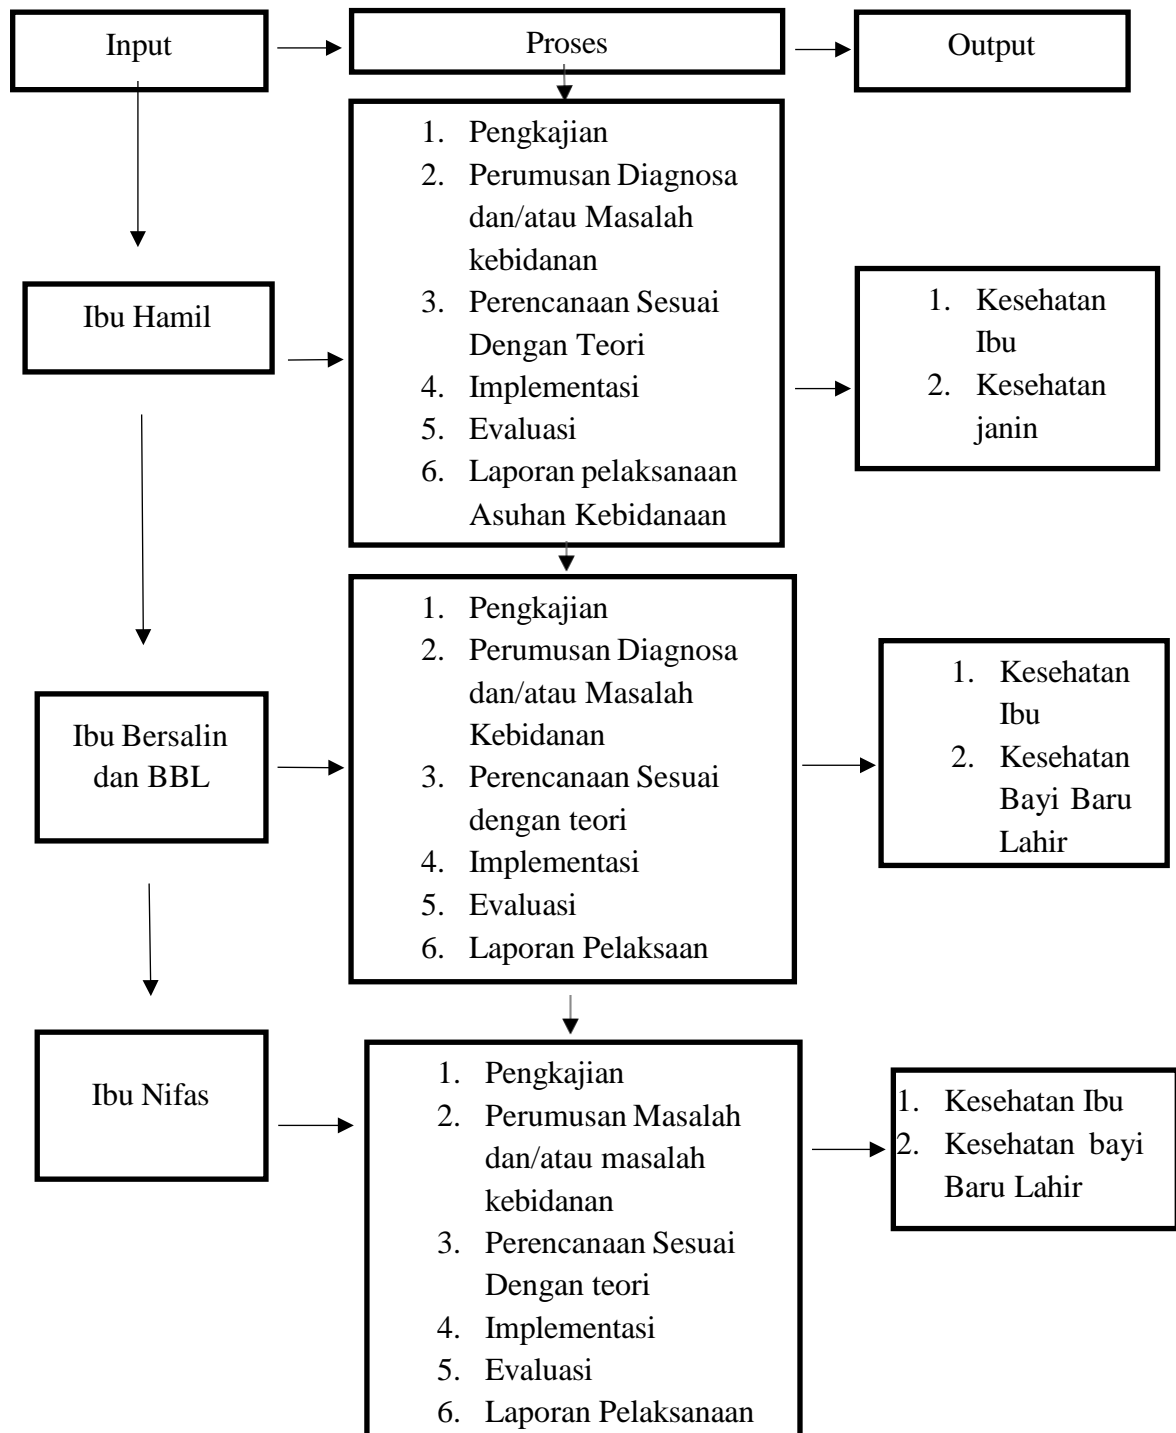 Input
Proses
Output
1. Pengkajian
2. Perumusan Diagnosa
dan/atau Masalah
kebidanan
3. Perencanaan Sesuai
Dengan Teori
4. Implementasi
5. Evaluasi
6. Laporan pelaksanaan
Asuhan Kebidanaan
Ibu Hamil
1. Kesehatan
Ibu
2. Kesehatan
janin
Ibu Bersalin
dan BBL
1. Pengkajian
2. Perumusan Diagnosa
dan/atau Masalah
Kebidanan
3. Perencanaan Sesuai
dengan teori
4. Implementasi
5. Evaluasi
6. Laporan Pelaksaan
1. Kesehatan
Ibu
2. Kesehatan
Bayi Baru
Lahir
Ibu Nifas
1. Pengkajian
2. Perumusan Masalah
dan/atau masalah
kebidanan
3. Perencanaan Sesuai
Dengan teori
4. Implementasi
5. Evaluasi
6. Laporan Pelaksanaan
1. Kesehatan Ibu
2. Kesehatan bayi
Baru Lahir